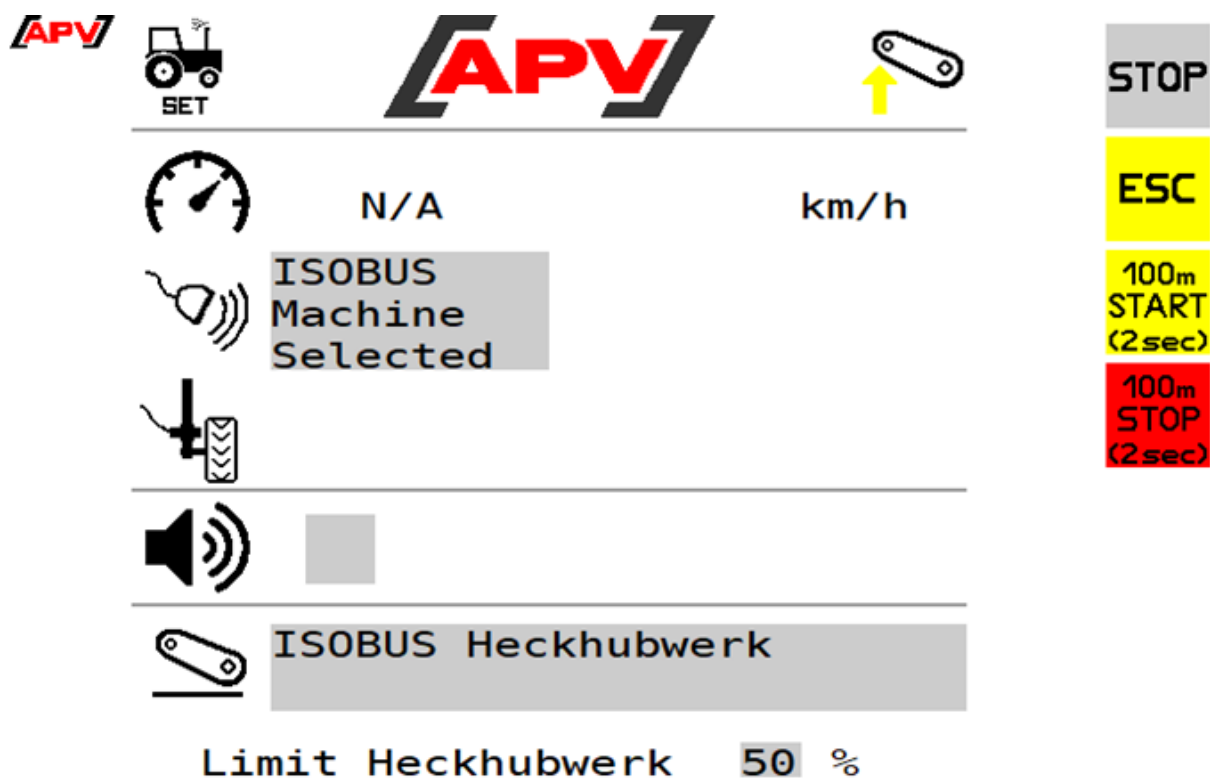 [APV]
SET
[APV]
STOP
N/A km/h
ESC
ISOBUS
Machine
Selected
100m
START
(2sec)
100m
STOP
(2sec)
ISOBUS Heckhubwerk
Limit Heckhubwerk 50 %